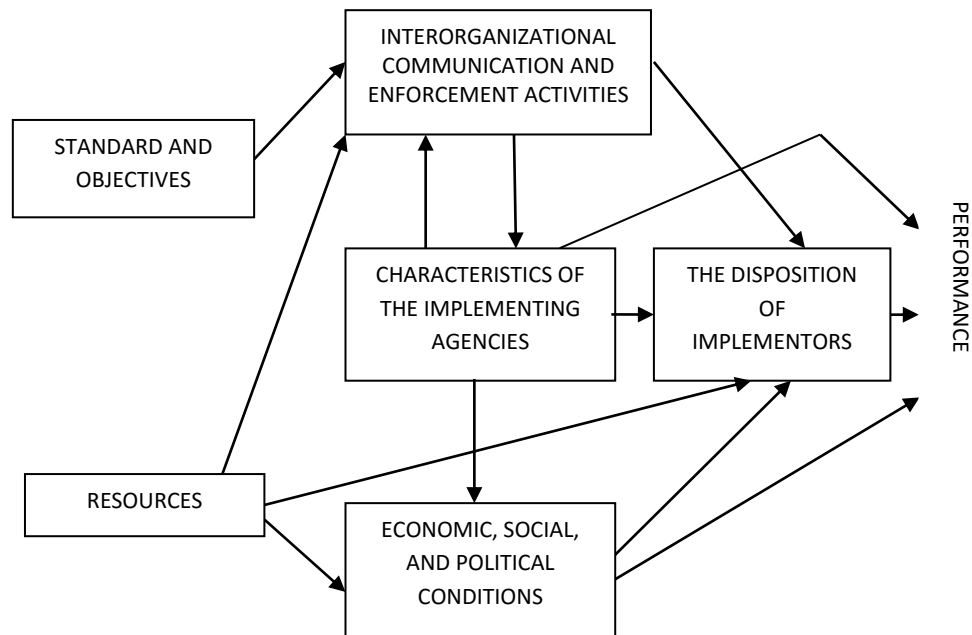 INTERORGANIZATIONAL
COMMUNICATION AND
ENFORCEMENT ACTIVITIES
STANDARD AND
OBJECTIVES
CHARACTERISTICS OF
THE IMPLEMENTING
AGENCIES
THE DISPOSITION
OF
IMPLEMENTORS
PERFORMANCE
RESOURCES
ECONOMIC, SOCIAL,
AND POLITICAL
CONDITIONS